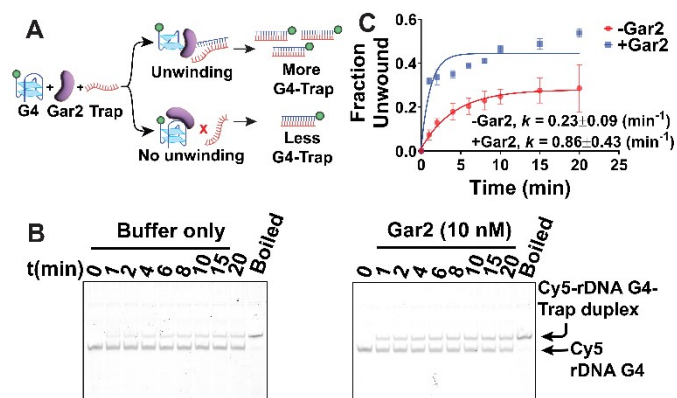 A
G4 + Gar2 + Trap
Unwinding
More
G4-Trap
X
No unwinding
Less
G4-Trap
C
Fraction
Unwound
0.6
0.4
0.2
0.0
-Gar2
+Gar2
-Gar2, k = 0.23±0.09 (min⁻¹)
+Gar2, k = 0.86±0.43 (min⁻¹)
0 5 10 15 20 25
Time (min)
B
Buffer only
t(min) 0 1 2 4 6 8 10 15 20 Boiled
Gar2 (10 nM)
0 1 2 4 6 8 10 15 20 Boiled
Cy5-rDNA G4-
Trap duplex
Cy5
rDNA G4